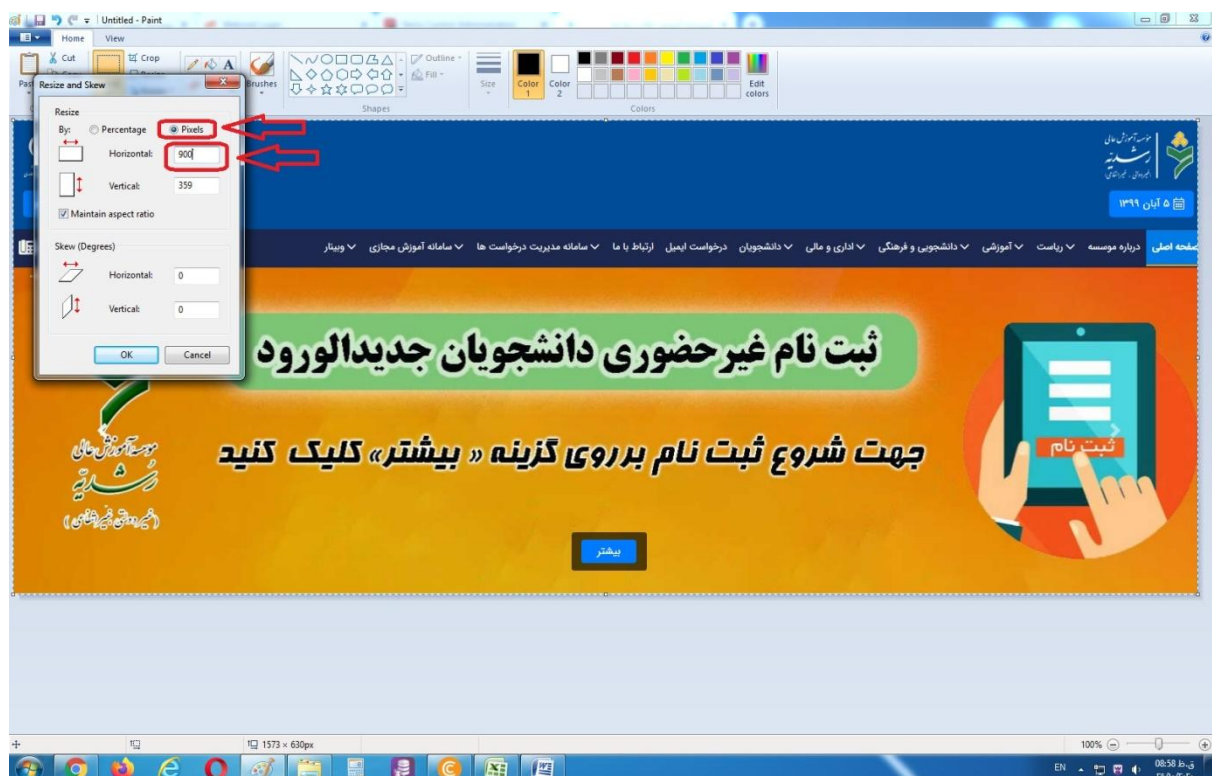 Untitled - Paint
Home View
Cut
Crop
Brushes
Outline
Fill
Shapes
Size
Color 1
Color 2
Edit colors
Colors
Resize and Skew
Resize
By: Percentage Pixels
Horizontal: 900
Vertical: 359
Maintain aspect ratio
Skew (Degrees)
Horizontal: 0
Vertical: 0
OK Cancel
موسسه آموزش عالی
رشدیه
۵ آبان ۱۳۹۹
صفحه اصلی درباره موسسه ریاست آموزشی دانشجویی و فرهنگی اداری و مالی دانشجویان درخواست ایمیل ارتباط با ما سامانه مدیریت درخواست ها سامانه آموزش مجازی وبینار
ثبت نام غیرحضوری دانشجویان جدیدالورود
جهت شروع ثبت نام برروی گزینه « بیشتر» کلیک کنید
ثبت نام
موسسه آموزش عالی
رشدیه
(غیردولتی ، غیرانتفاعی)
بیشتر
1573 × 630px
100%
EN
08:58 ق.ظ